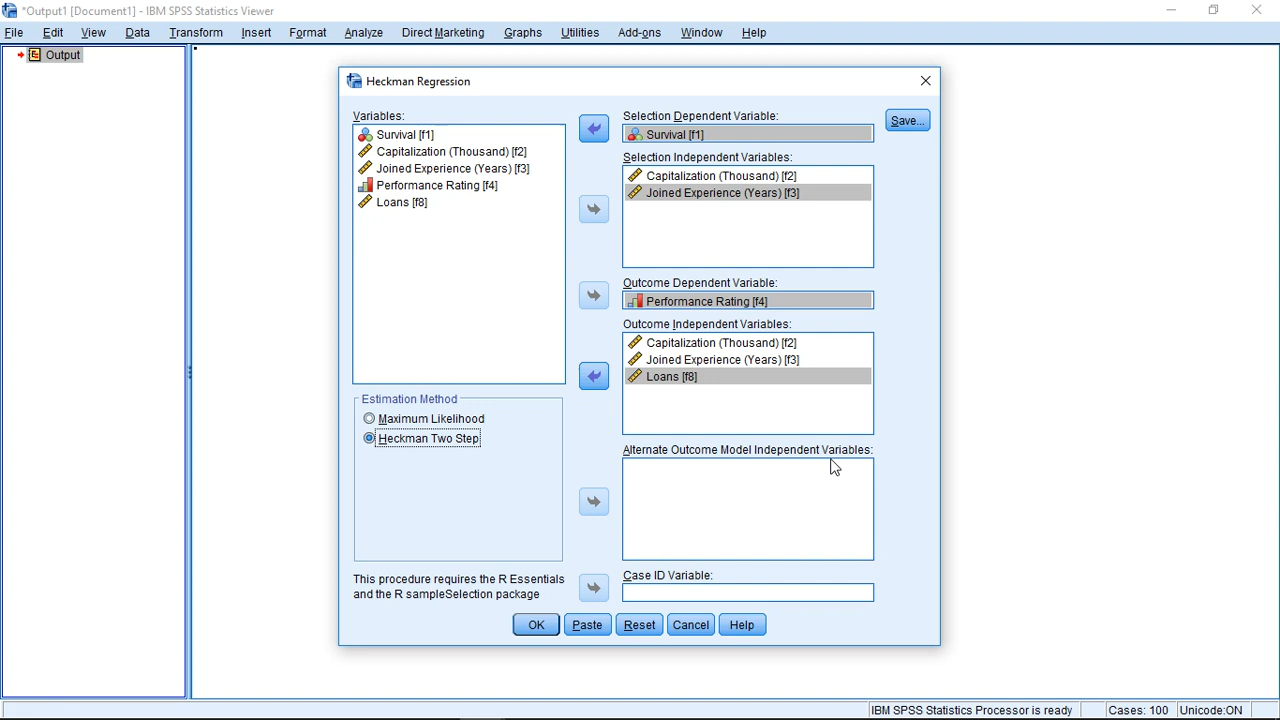 *Output1 [Document1] - IBM SPSS Statistics Viewer
File Edit View Data Transform Insert Format Analyze Direct Marketing Graphs Utilities Add-ons Window Help
Output
Heckman Regression
Variables:
Survival [f1]
Capitalization (Thousand) [f2]
Joined Experience (Years) [f3]
Performance Rating [f4]
Loans [f8]
Estimation Method
Maximum Likelihood
Heckman Two Step
This procedure requires the R Essentials
and the R sampleSelection package
Selection Dependent Variable:
Survival [f1]
Selection Independent Variables:
Capitalization (Thousand) [f2]
Joined Experience (Years) [f3]
Outcome Dependent Variable:
Performance Rating [f4]
Outcome Independent Variables:
Capitalization (Thousand) [f2]
Joined Experience (Years) [f3]
Loans [f8]
Alternate Outcome Model Independent Variables:
Case ID Variable:
Save...
OK Paste Reset Cancel Help
IBM SPSS Statistics Processor is ready Cases: 100 Unicode:ON